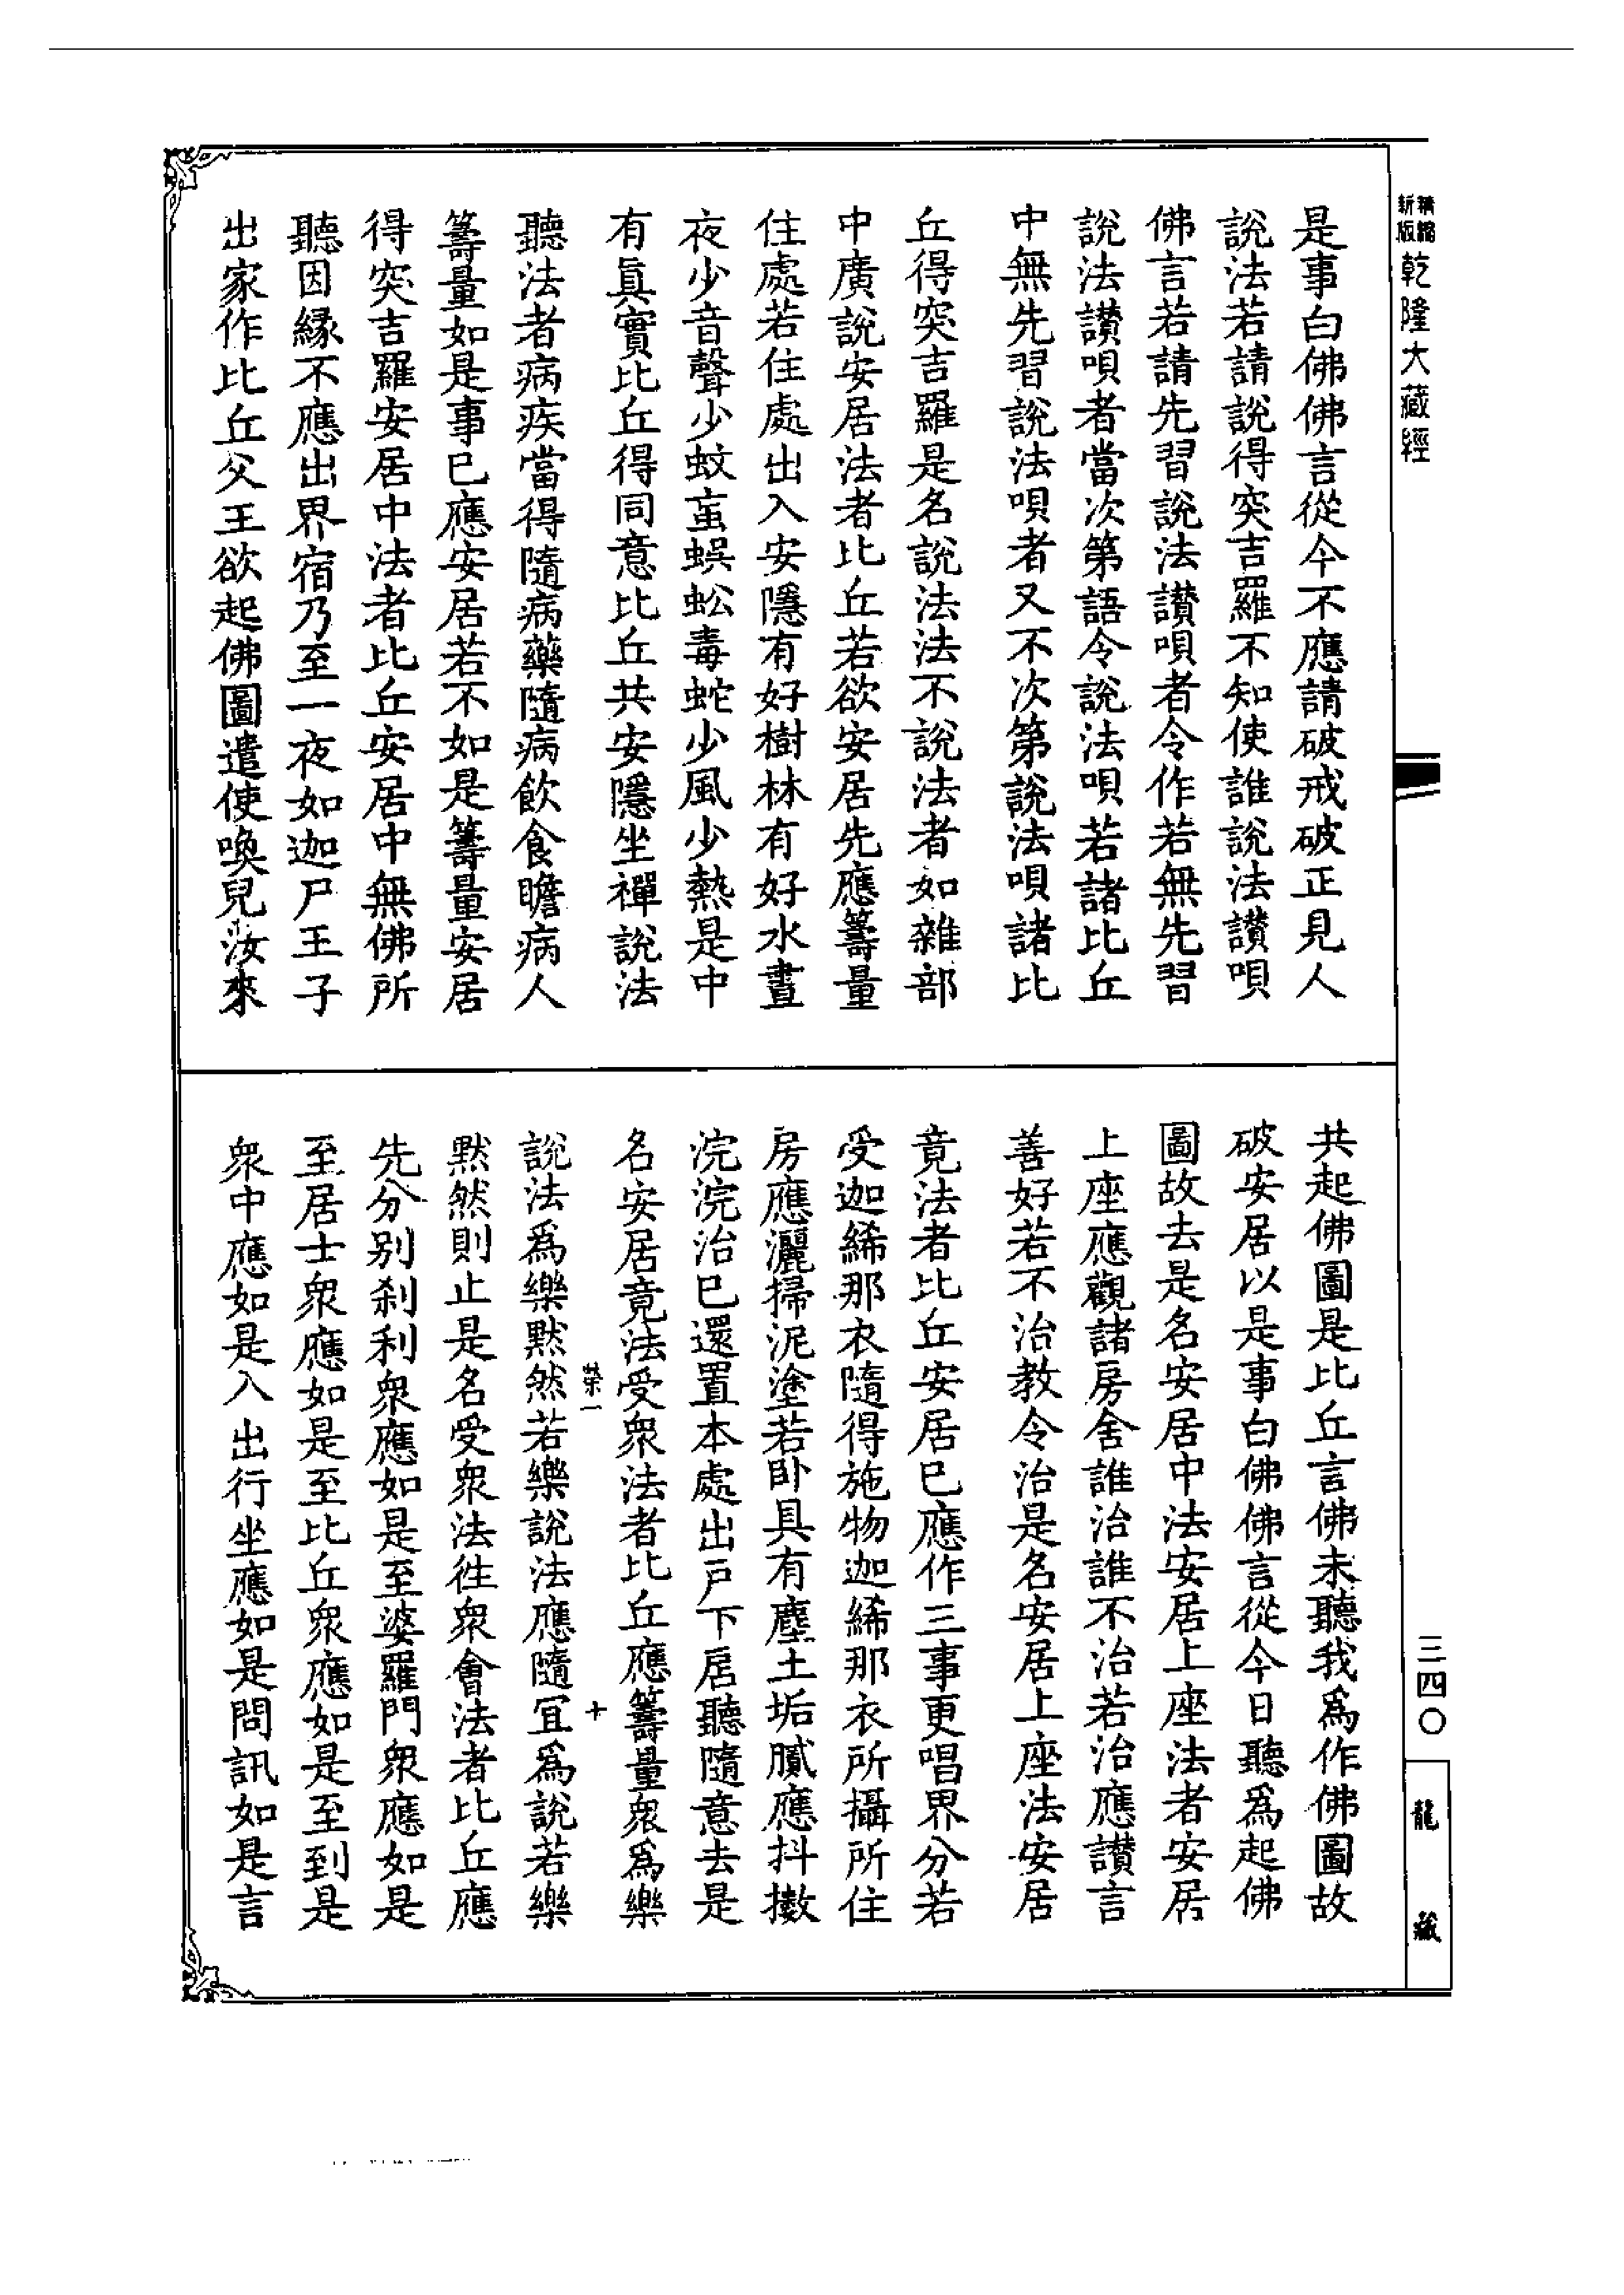 精縮新版乾隆大藏經
是事白佛佛言從今不應請破戒破正見人
說法若請說得突吉羅不知使誰說法讃唄
佛言若請先習說法讃唄者令作若無先習
說法讃唄者當次第語令說法唄若諸比丘
中無先習說法唄者又不次第說法唄諸比
丘得突吉羅是名說法法不說法者如雜部
中廣說安居法者比丘若欲安居先應籌量
住處若住處出入安隱有好樹林有好水晝
夜少音聲少蚊䖟蜈蚣毒蛇少風少熱是中
有眞實比丘得同意比丘共安隱坐禪說法
聽法者病疾當得隨病藥隨病飲食瞻病人
籌量如是事巳應安居若不如是籌量安居
得突吉羅安居中法者比丘安居中無佛所
聽因緣不應出界宿乃至一夜如迦尸王子
出家作比丘父王欲起佛圖遣使喚兒汝來
共起佛圖是比丘言佛未聽我爲作佛圖故
破安居以是事白佛佛言從今日聽爲起佛
圖故去是名安居中法安居上座法者安居
上座應觀諸房舍誰治誰不治若治應讃言
善好若不治教令治是名安居上座法安居
竟法者比丘安居巳應作三事更唱界分若
受迦絺那衣隨得施物迦絺那衣所攝所住
房應灑掃泥塗若卧具有塵土垢膩應抖擻
浣浣治巳還置本處出戶下居聽隨意去是
名安居竟法受衆法者比丘應籌量衆爲樂
說法爲樂默然若樂說法應隨宜爲說若樂
默然則止是名受衆法徃衆會法者比丘應
先分别刹利衆應如是至婆羅門衆應如是
至居士衆應如是至比丘衆應如是至到是
衆中應如是入出行坐應如是問訊如是言
三四〇
龍藏
十